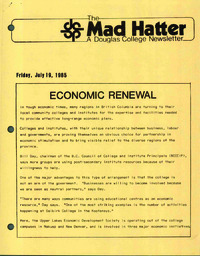 The
Mad Hatter
A Douglas College Newsletter
Friday, July 19, 1985
ECONOMIC RENEWAL
In tough economic times, many regions in British Columbia are turning to their
local community colleges and institutes for the expertise and facilities needed
to provide effective long-range economic plans.
Colleges and institutes, with their unique relationship between business, labour
and governments, are proving themselves an obvious choice for partnership in
economic stimulation and to bring visible relief to the diverse regions of the
province.
Bill Day, chairman of the B.C. Council of College and Institute Principals
says more groups are using post secondary institute resources because of their
willingness to help.
One of the major advantages to this type of arrangement is that the college is
not an arm of the government. "Businesses are willing to become involved because
we are seen as neutral partners," says Day.
"There are many ways communities are using educational centres as an economic
resource," Day says. "One of the most striking examples is the number of activities
happening at Selkirk College in the Kootenays."
Here, the Upper Lakes Economic Development Society is operating out of the college
campuses in Nakusp and New Denver, and is involved in three major economic initiatives.